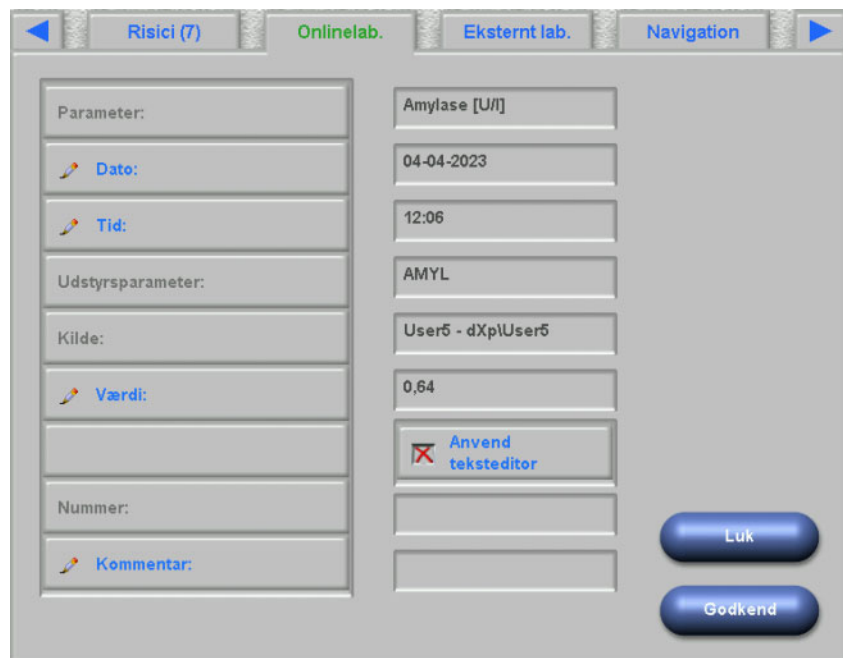 Risici (7)
Onlinelab.
Eksternt lab.
Navigation
Parameter:
Amylase [U/l]
Dato:
04-04-2023
Tid:
12:06
Udstyrsparameter:
AMYL
Kilde:
User5 - dXp\User5
Værdi:
0,64
Anvend
teksteditor
Nummer:
Kommentar:
Luk
Godkend